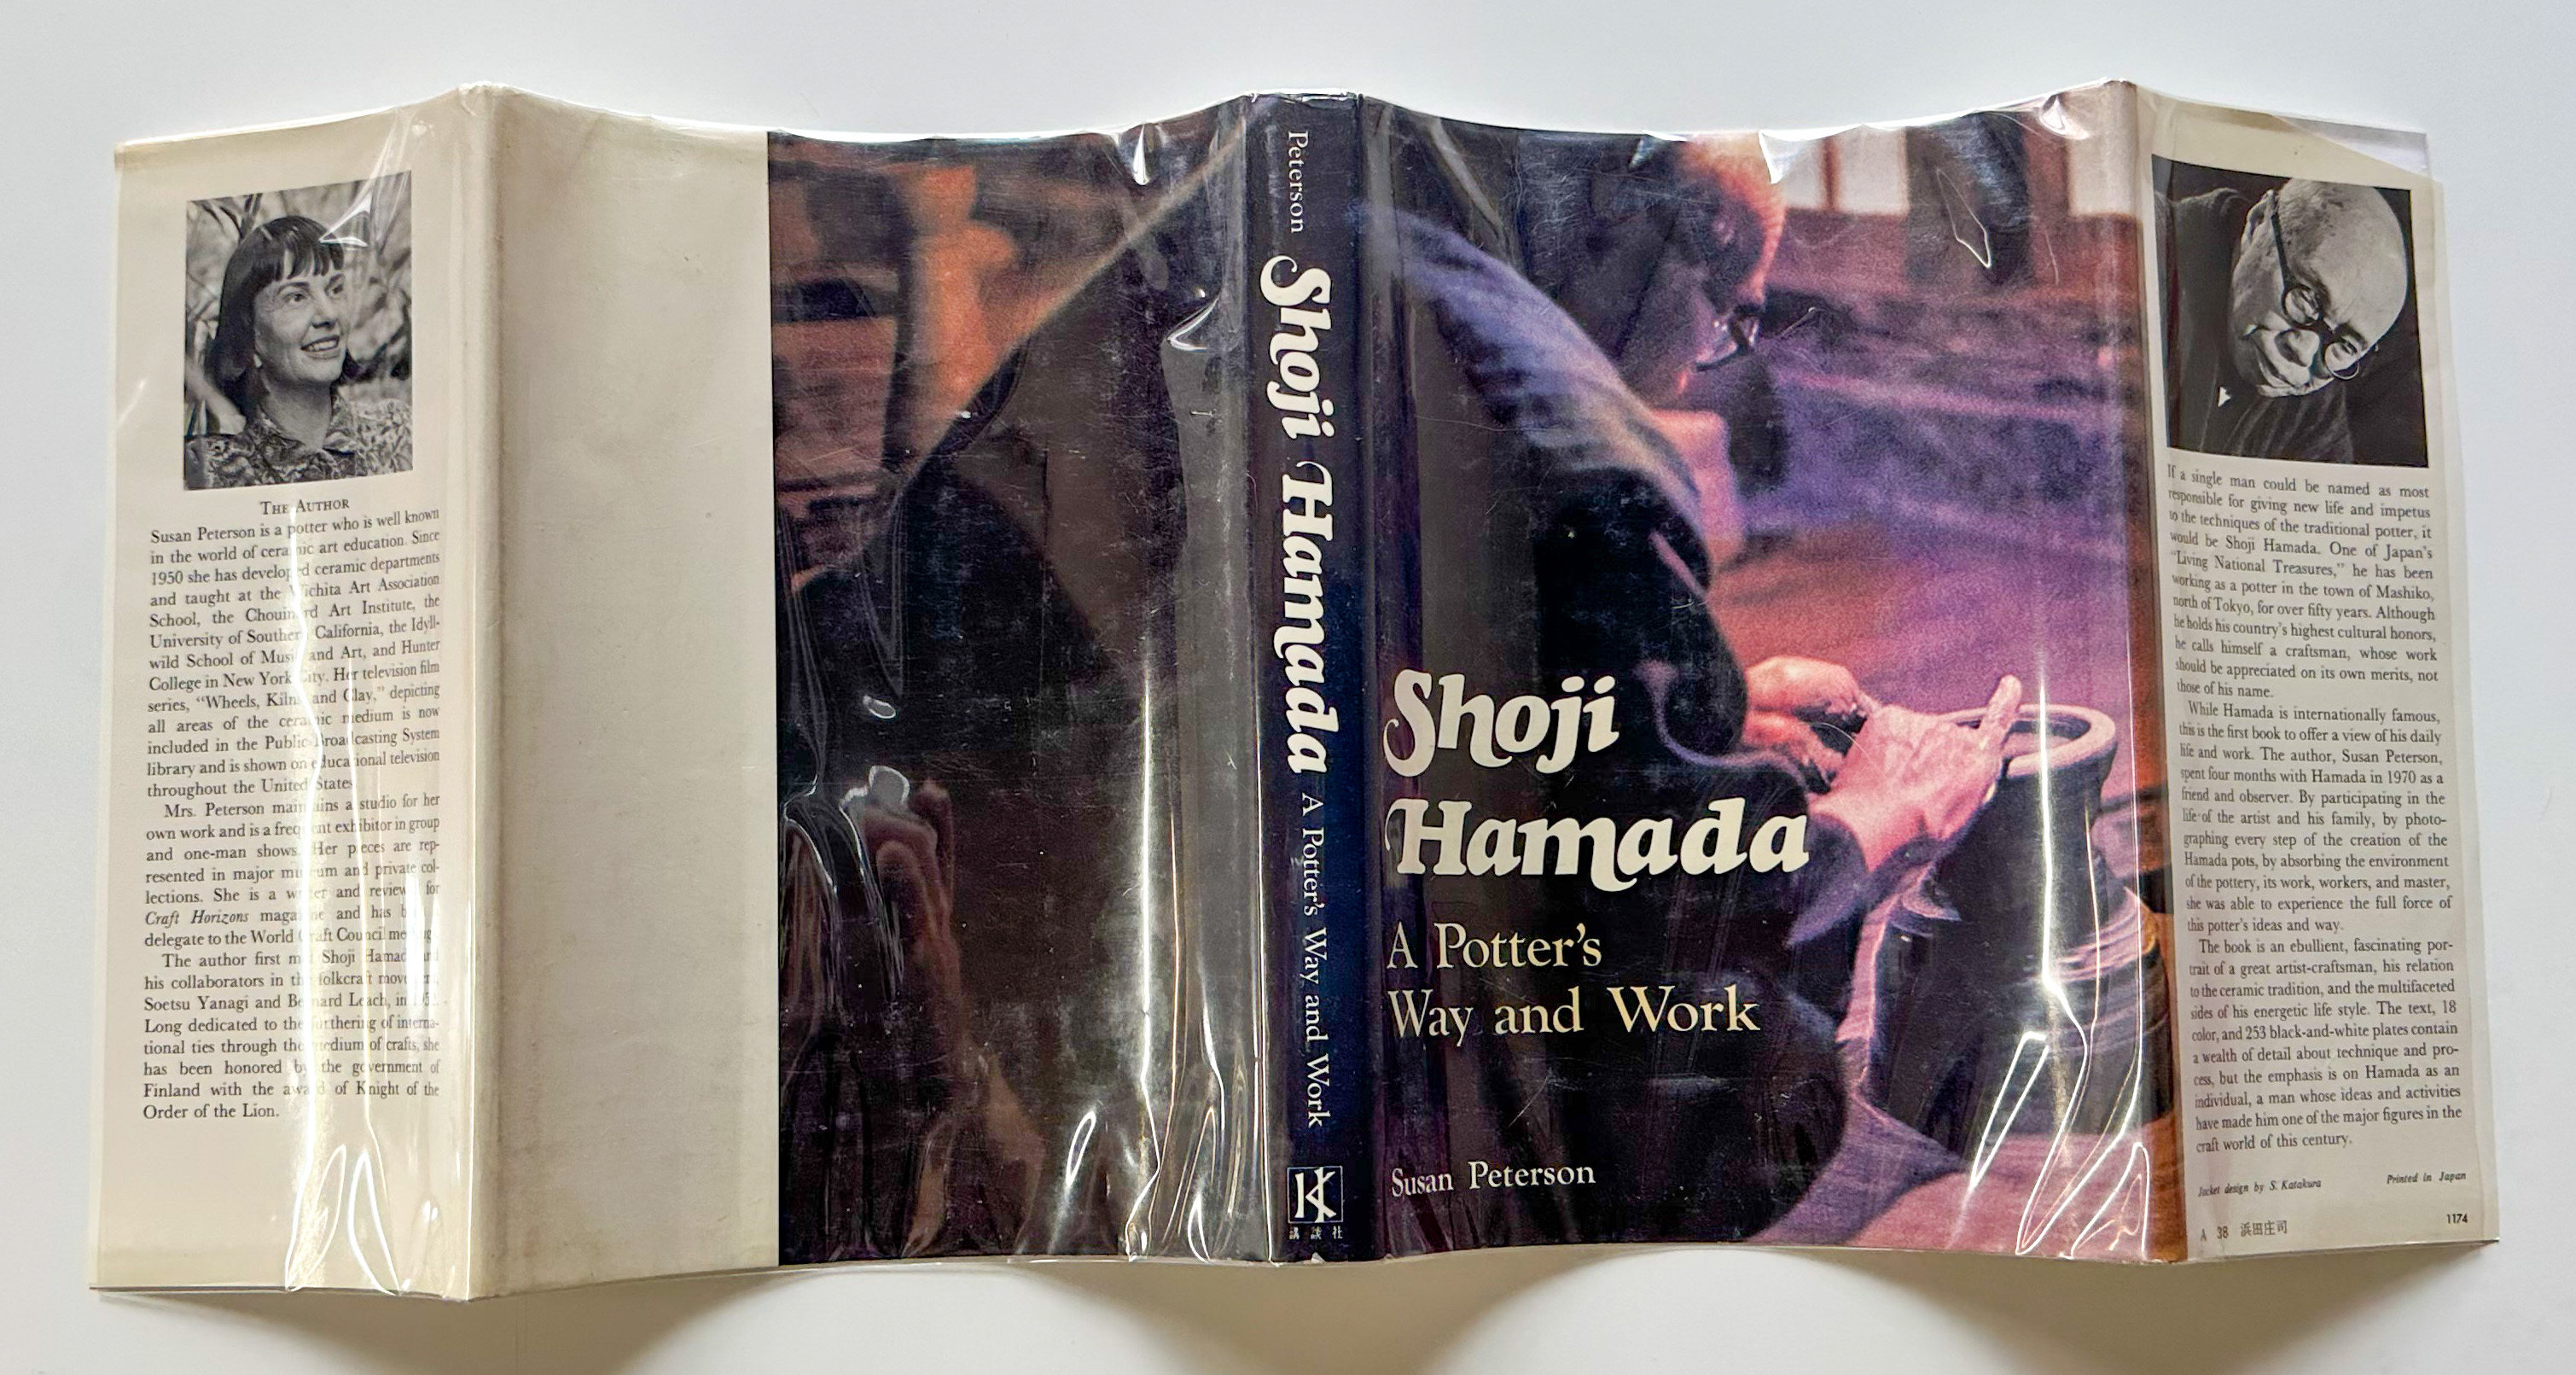 THE AUTHOR
Susan Peterson is a potter who is well known
in the world of ceramic art education. Since
1950 she has developed ceramic departments
and taught at the Wichita Art Association
School, the Chouinard Art Institute, the
University of Southern California, the Idyll-
wild School of Music and Art, and Hunter
College in New York City. Her television film
series, “Wheels, Kilns and Clay,” depicting
all areas of the ceramic medium is now
included in the Public Broadcasting System
library and is shown on educational television
throughout the United States
Mrs. Peterson maintains a studio for her
own work and is a frequent exhibitor in group
and one-man shows. Her pieces are rep-
resented in major museum and private col-
lections. She is a writer and reviewer for
Craft Horizons magazine and has
delegate to the World Craft Council
The author first met Shoji Hamada and
his collaborators in the folkcraft movement,
Soetsu Yanagi and Bernard Leach, in
Long dedicated to the furthering of interna-
tional ties through the medium of crafts, she
has been honored by the government of
Finland with the award of Knight of the
Order of the Lion.
Peterson Shoji Hamada A Potter’s Way and Work
講談社
Shoji
Hamada
A Potter’s
Way and Work
Susan Peterson
If a single man could be named as most
responsible for giving new life and impetus
to the techniques of the traditional potter, it
would be Shoji Hamada. One of Japan’s
“Living National Treasures,” he has been
working as a potter in the town of Mashiko,
north of Tokyo, for over fifty years. Although
he holds his country’s highest cultural honors,
he calls himself a craftsman, whose work
should be appreciated on its own merits, not
those of his name.
While Hamada is internationally famous,
this is the first book to offer a view of his daily
life and work. The author, Susan Peterson,
spent four months with Hamada in 1970 as a
friend and observer. By participating in the
life of the artist and his family, by photo-
graphing every step of the creation of the
Hamada pots, by absorbing the environment
of the pottery, its work, workers, and master,
she was able to experience the full force of
this potter’s ideas and way.
The book is an ebullient, fascinating por-
trait of a great artist-craftsman, his relation
to the ceramic tradition, and the multifaceted
sides of his energetic life style. The text, 18
color, and 253 black-and-white plates contain
a wealth of detail about technique and pro-
cess, but the emphasis is on Hamada as an
individual, a man whose ideas and activities
have made him one of the major figures in the
craft world of this century.
Jacket design by S. Katakura Printed in Japan
A 38 浜田庄司 1174